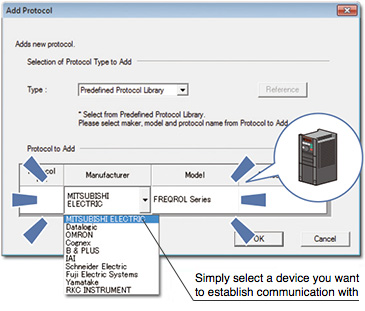 Add Protocol
Adds new protocol.
Selection of Protocol Type to Add
Type :
Predefined Protocol Library
Reference
* Select from Predefined Protocol Library.
Please select maker, model and protocol name from Protocol to Add.
Protocol to Add
Manufacturer
Model
MITSUBISHI ELECTRIC
FREQROL Series
MITSUBISHI ELECTRIC
Datalogic
OMRON
Cognex
B & PLUS
IAI
Schneider Electric
Fuji Electric Systems
Yamatake
RKC INSTRUMENT
OK
Cancel
Simply select a device you want
to establish communication with